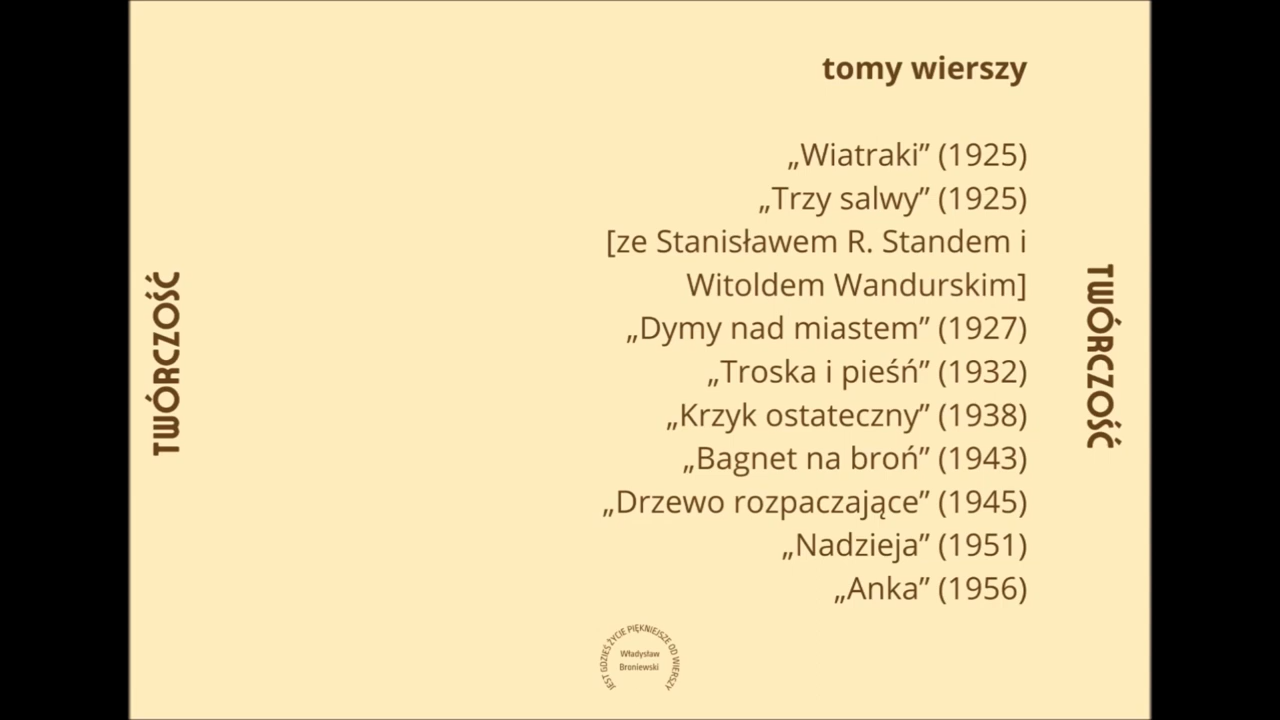 tomy wierszy
„Wiatraki” (1925)
„Trzy salwy” (1925)
[ze Stanisławem R. Standem i
Witoldem Wandurskim]
„Dymy nad miastem” (1927)
„Troska i pieśń” (1932)
„Krzyk ostateczny” (1938)
„Bagnet na broń” (1943)
„Drzewo rozpaczające” (1945)
„Nadzieja” (1951)
„Anka” (1956)
TWÓRCZOŚĆ
TWÓRCZOŚĆ
JEST GDZIEŚ ŻYCIE PIĘKNIEJSZE OD WIERSZY
Władysław
Broniewski